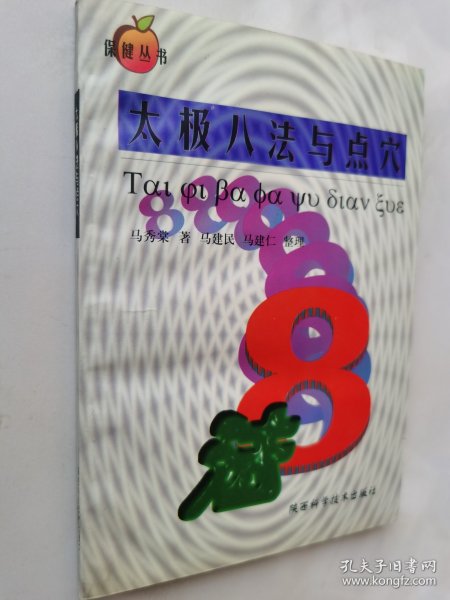 保健丛书
太极八法与点穴
Ται φι βα φα ψυ διαν ξυε
马秀棠 著 马建民 马建仁 整理
8
陕西科学技术出版社
孔夫子旧书网
www.kongfz.com